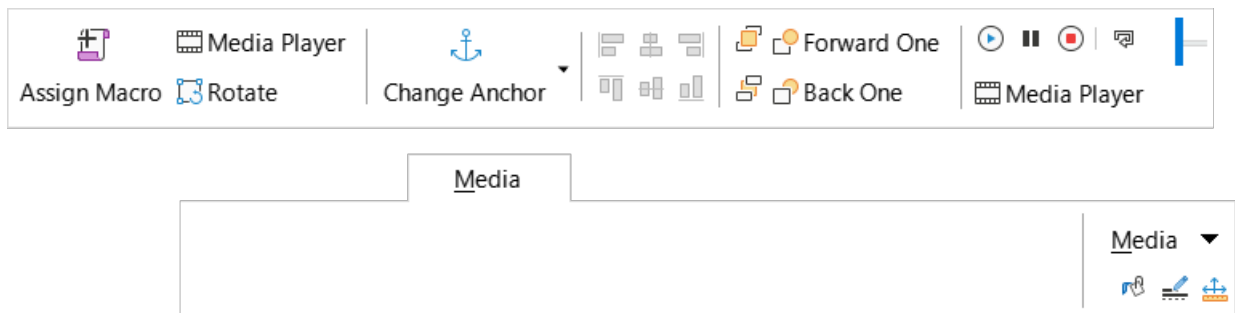 Media Player Forward One
Assign Macro Rotate Change Anchor Back One Media Player
Media
Media